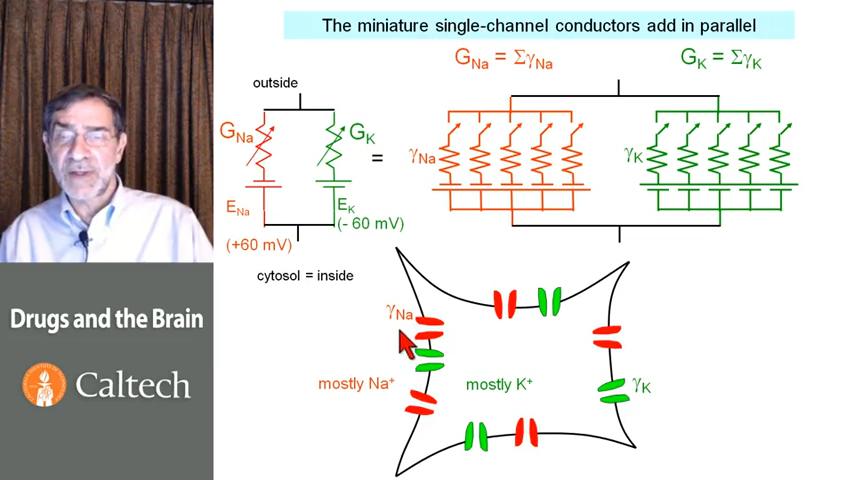 The miniature single-channel conductors add in parallel
G_Na = Σγ_Na
G_K = Σγ_K
outside
G_Na
G_K
=
γ_Na
γ_K
E_Na
(+60 mV)
E_K
(- 60 mV)
cytosol = inside
γ_Na
mostly Na⁺
mostly K⁺
γ_K
Drugs and the Brain
Caltech